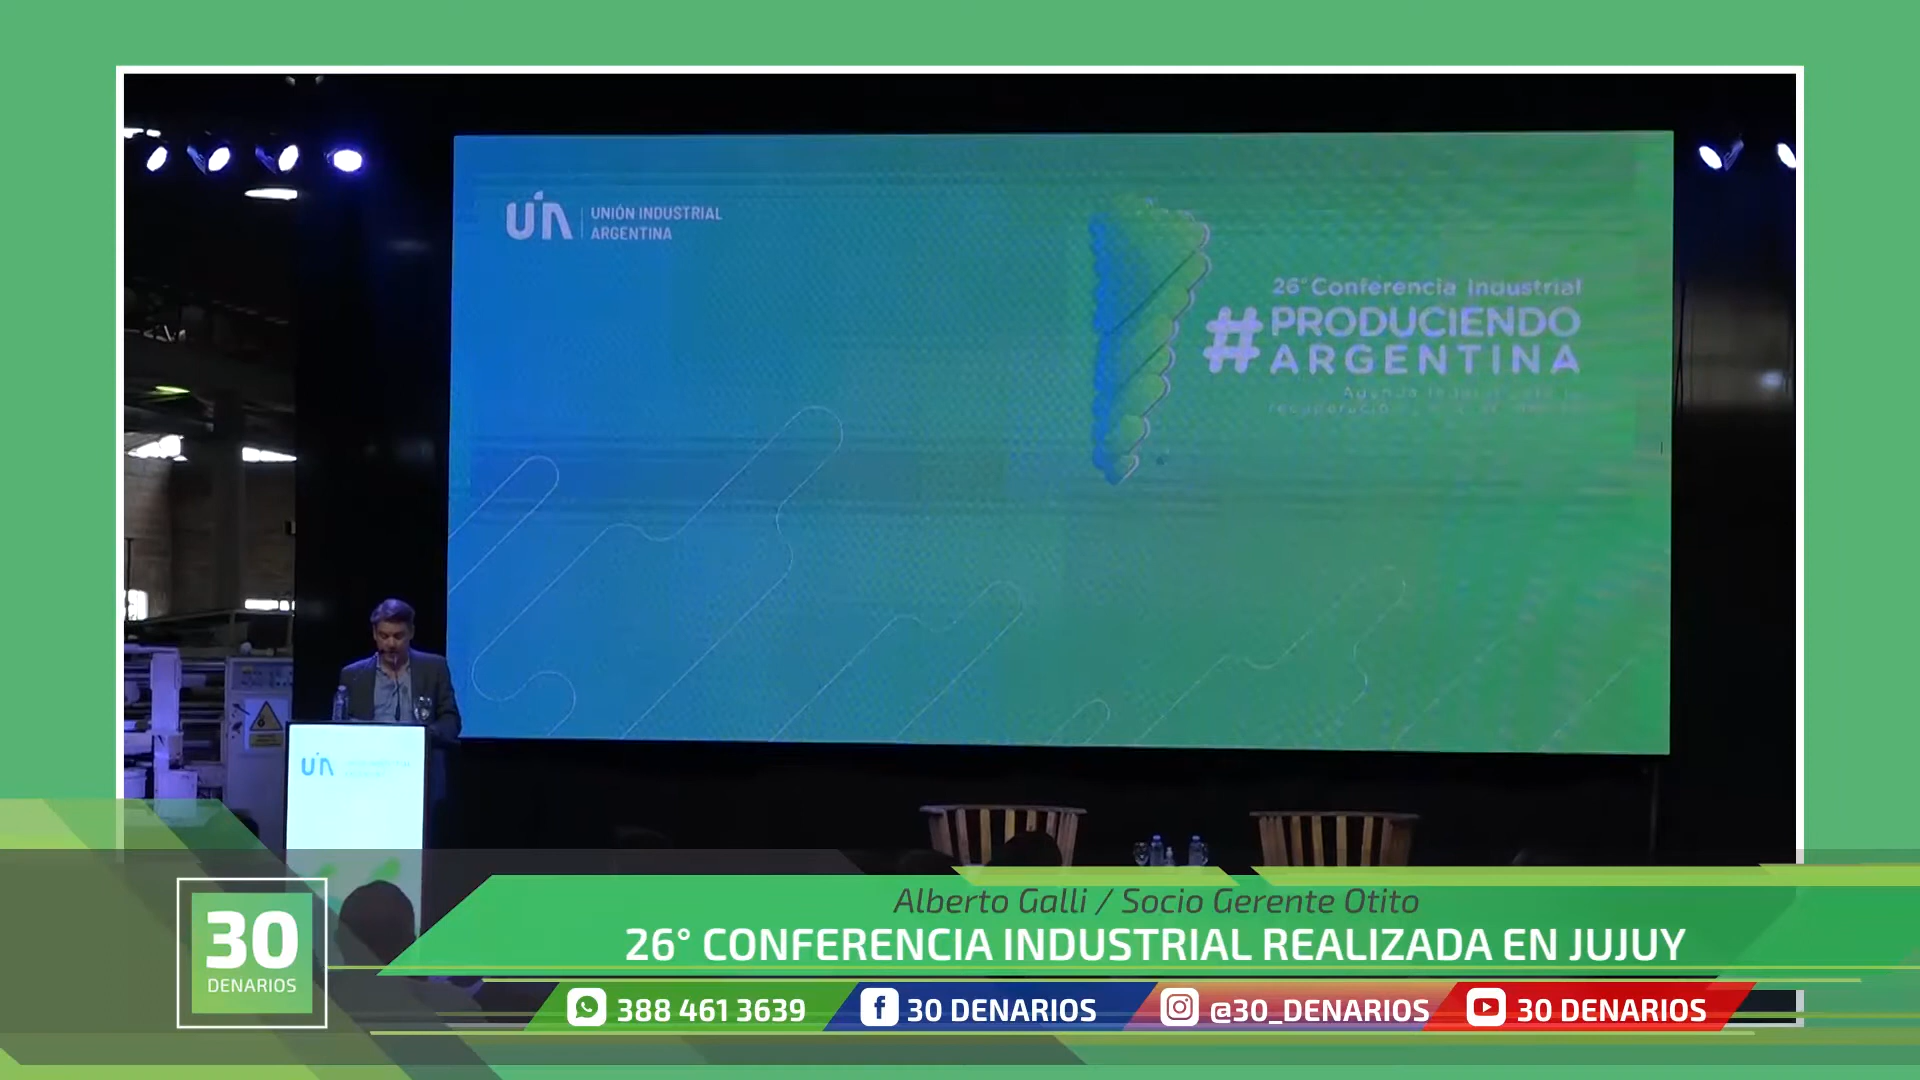 UIA
UNIÓN INDUSTRIAL
ARGENTINA
26° Conferencia Industrial
#PRODUCIENDO
ARGENTINA
UIA
Alberto Galli / Socio Gerente Otito
26° CONFERENCIA INDUSTRIAL REALIZADA EN JUJUY
30
DENARIOS
388 461 3639
30 DENARIOS
@30_DENARIOS
30 DENARIOS